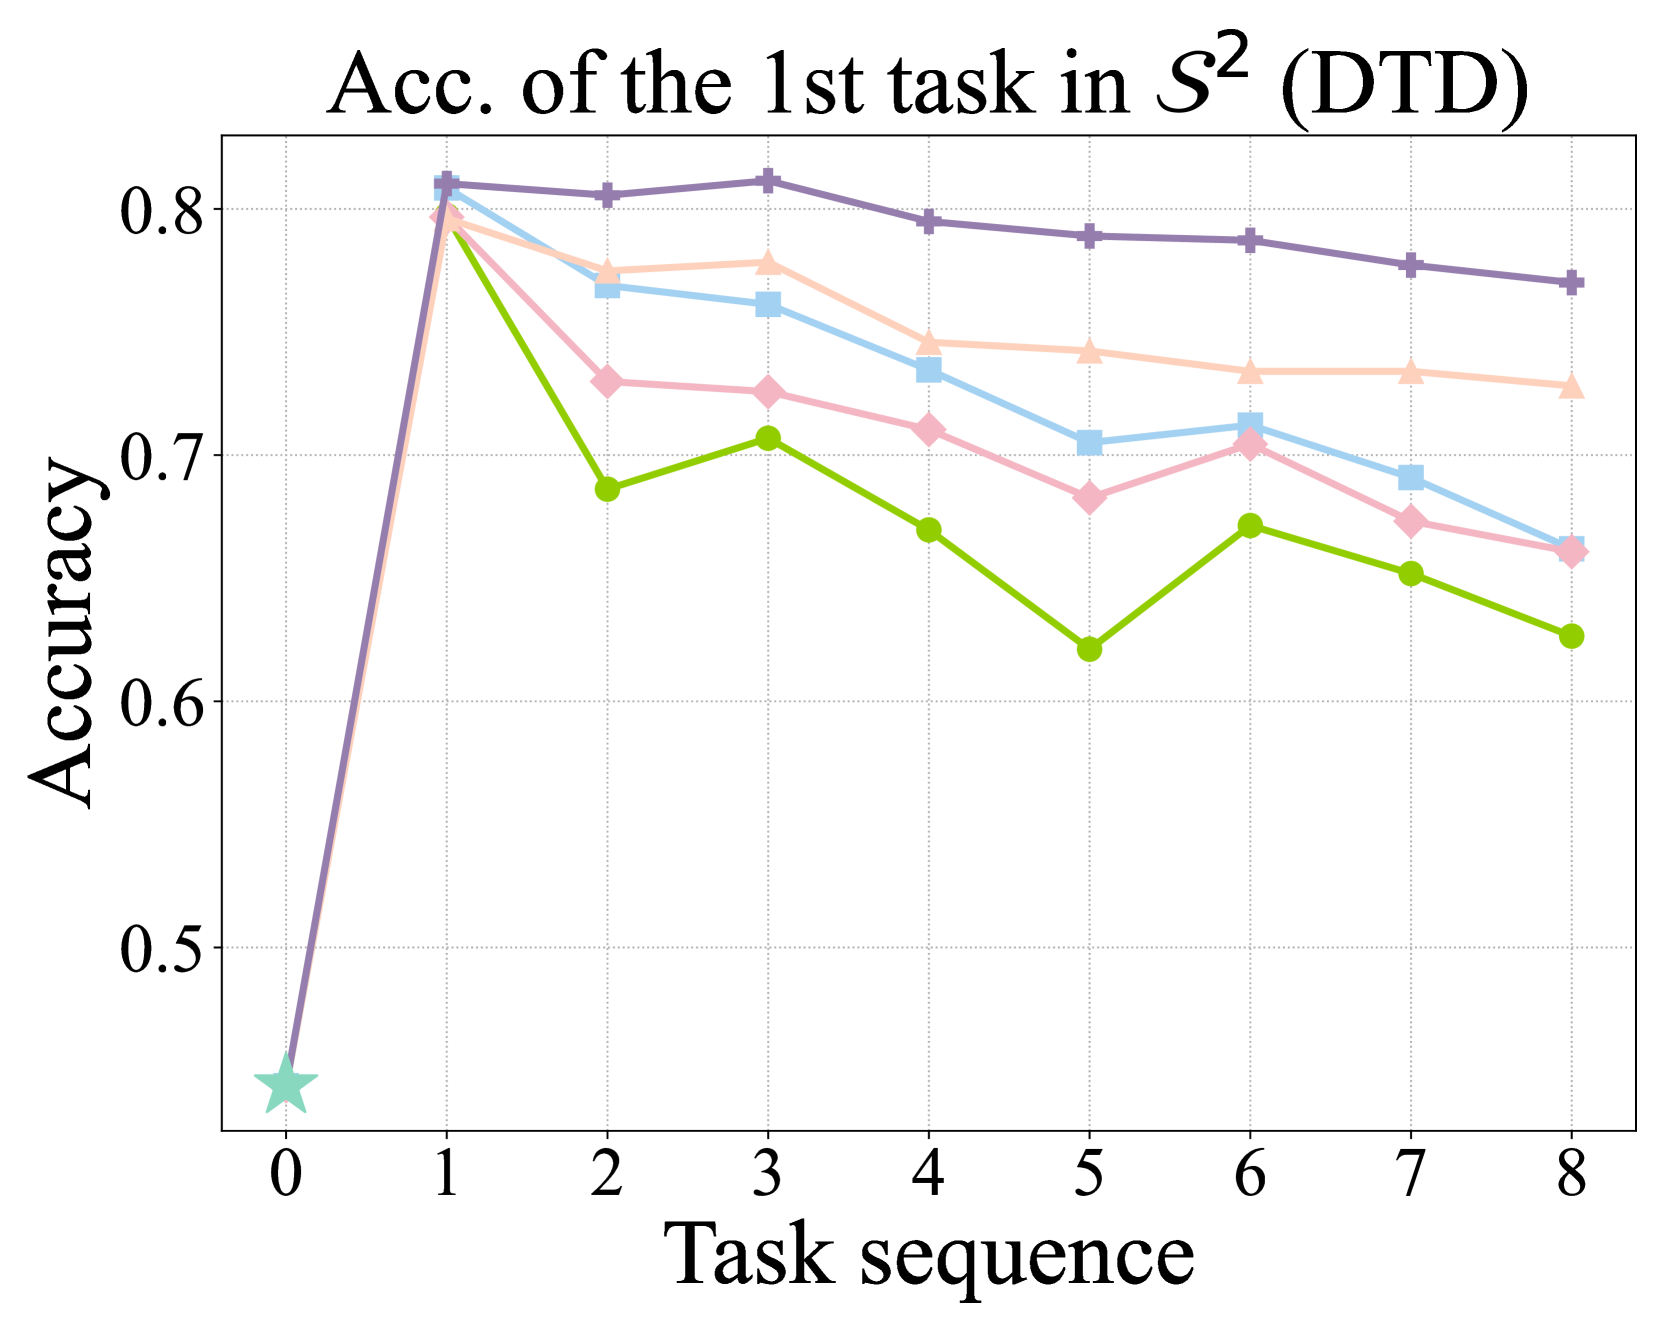 Acc. of the 1st task in 𝒮² (DTD)
Accuracy
0.8
0.7
0.6
0.5
0 1 2 3 4 5 6 7 8
Task sequence